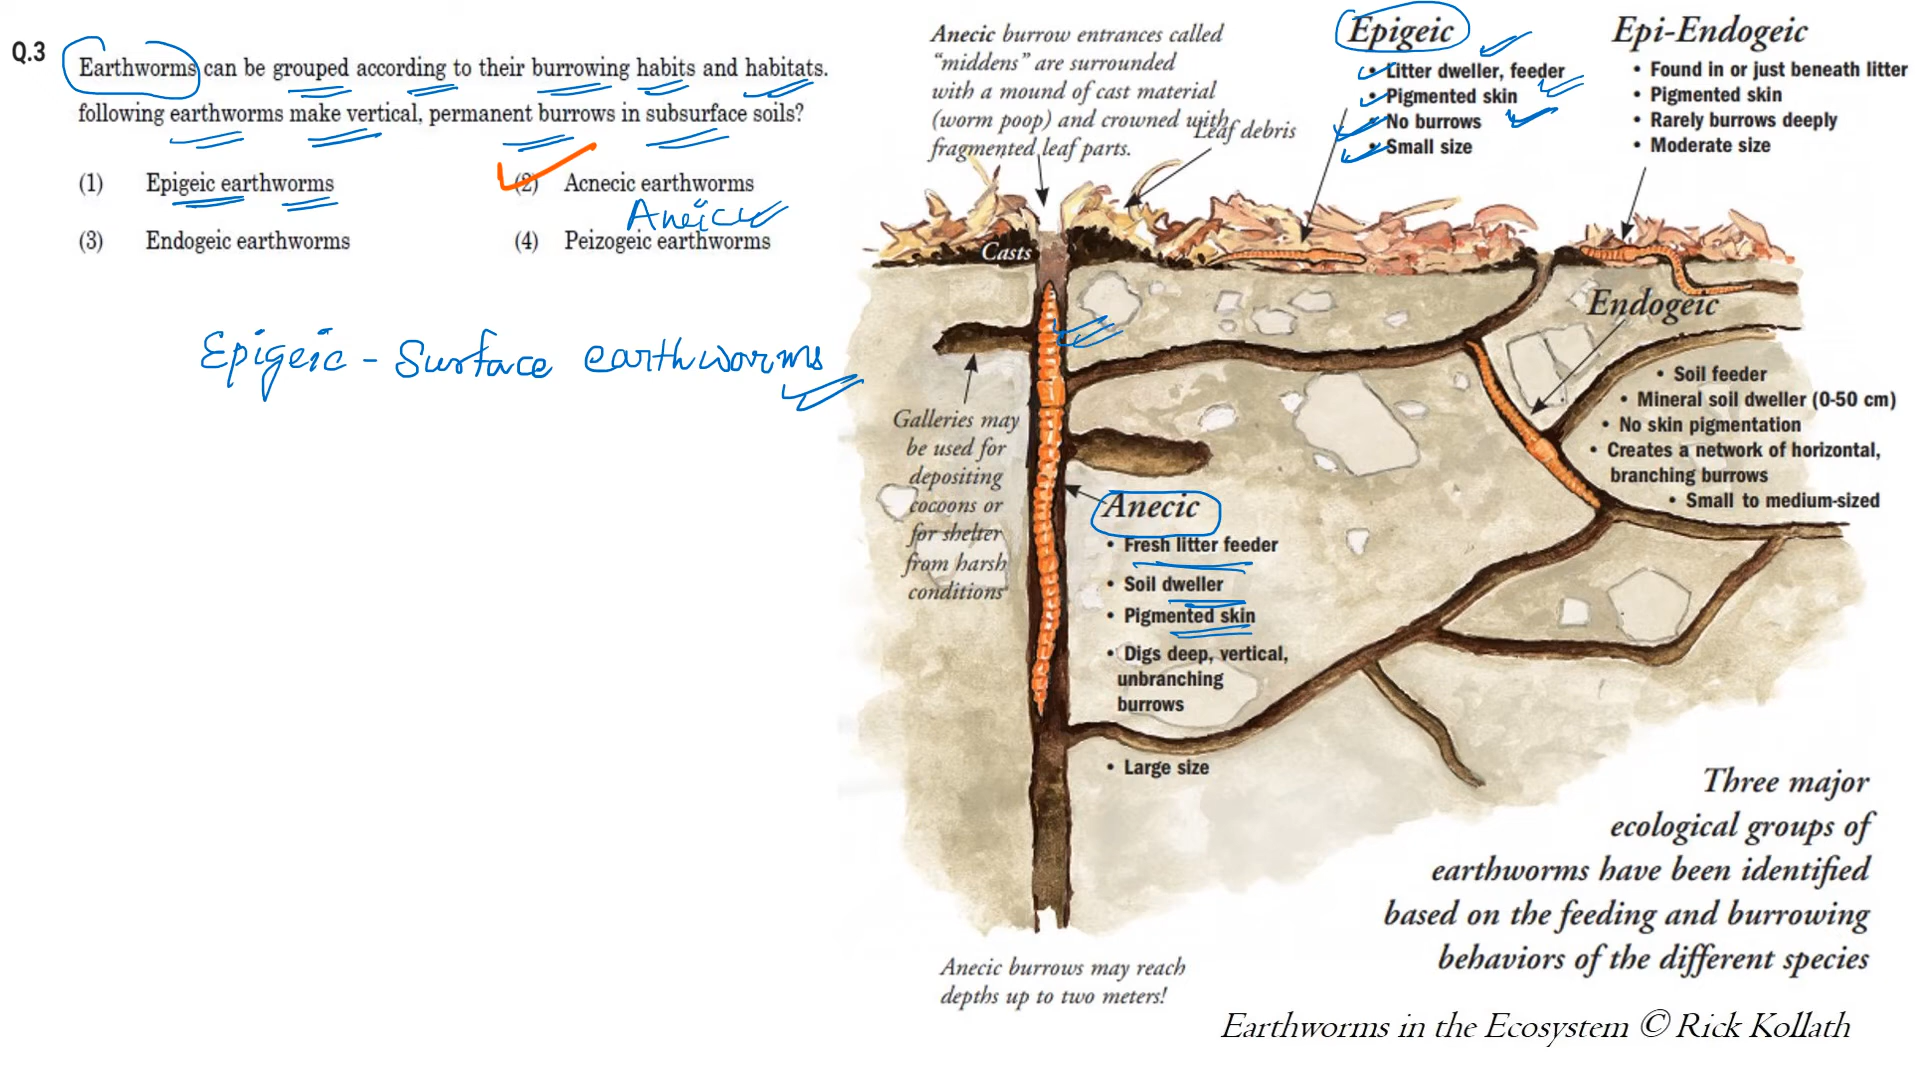 Q.3
Earthworms can be grouped according to their burrowing habits and habitats.
following earthworms make vertical, permanent burrows in subsurface soils?
(1) Epigeic earthworms
(2) Acnecic earthworms
Aneic
(3) Endogeic earthworms
(4) Peizogeic earthworms
Epigeic - Surface earthworms
Anecic burrow entrances called
“middens” are surrounded
with a mound of cast material
(worm poop) and crowned with
fragmented leaf parts.
Leaf debris
Epigeic
• Litter dweller, feeder
• Pigmented skin
• No burrows
• Small size
Epi-Endogeic
• Found in or just beneath litter
• Pigmented skin
• Rarely burrows deeply
• Moderate size
Casts
Endogeic
• Soil feeder
• Mineral soil dweller (0-50 cm)
• No skin pigmentation
• Creates a network of horizontal,
branching burrows
• Small to medium-sized
Galleries may
be used for
depositing
cocoons or
for shelter
from harsh
conditions
Anecic
• Fresh litter feeder
• Soil dweller
• Pigmented skin
• Digs deep, vertical,
unbranching
burrows
• Large size
Three major
ecological groups of
earthworms have been identified
based on the feeding and burrowing
behaviors of the different species
Anecic burrows may reach
depths up to two meters!
Earthworms in the Ecosystem © Rick Kollath